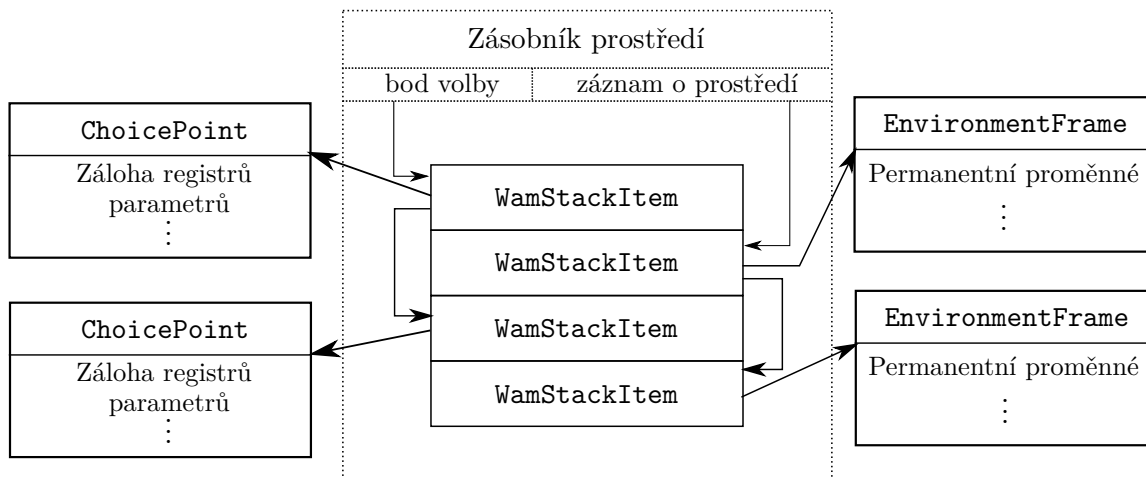 Zásobník prostředí
bod volby
záznam o prostředí
ChoicePoint
Záloha registrů
parametrů
⋮
ChoicePoint
Záloha registrů
parametrů
⋮
WamStackItem
WamStackItem
WamStackItem
WamStackItem
EnvironmentFrame
Permanentní proměnné
⋮
EnvironmentFrame
Permanentní proměnné
⋮